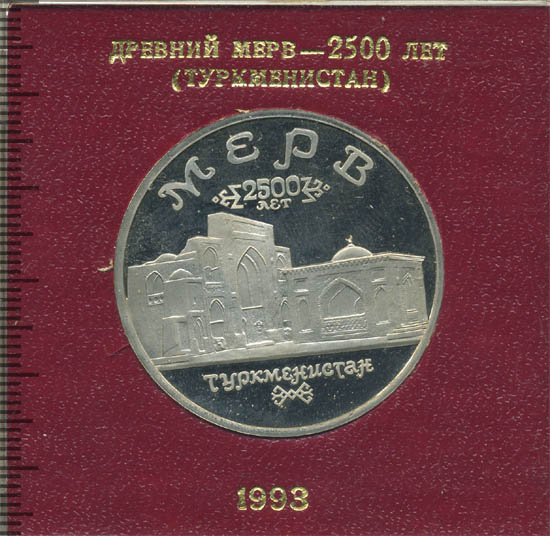 ДРЕВНИЙ МЕРВ—2500 ЛЕТ
(ТУРКМЕНИСТАН)
МЕРВ
2500
ЛЕТ
ТУРКМЕНИСТАН
1993